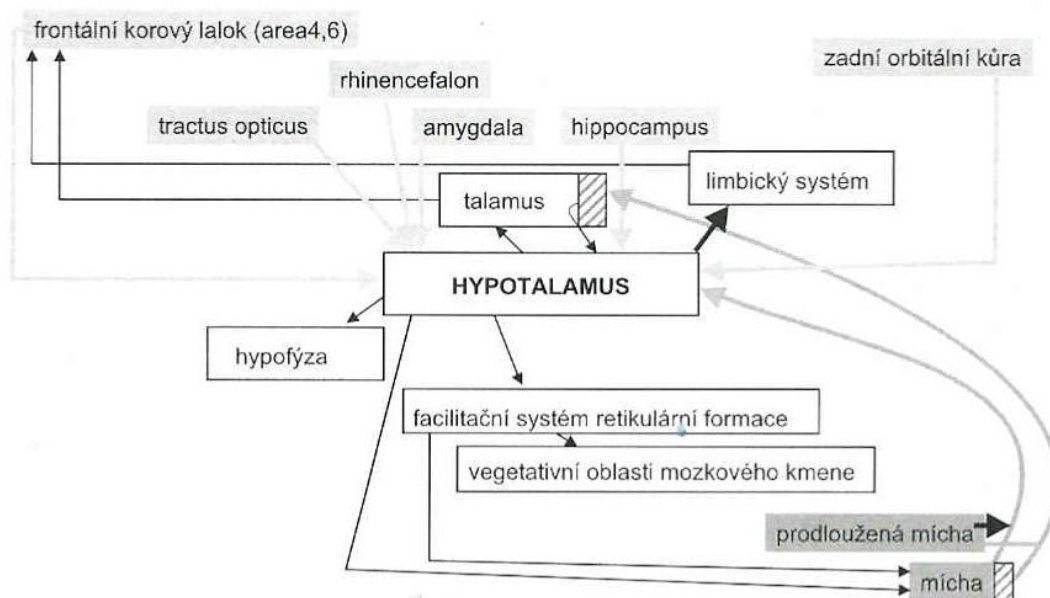 frontální korový lalok (area4,6)
zadní orbitální kůra
rhinencefalon
tractus opticus
amygdala
hippocampus
limbický systém
talamus
HYPOTALAMUS
hypofýza
facilitační systém retikulární formace
vegetativní oblasti mozkového kmene
prodloužená mícha
mícha